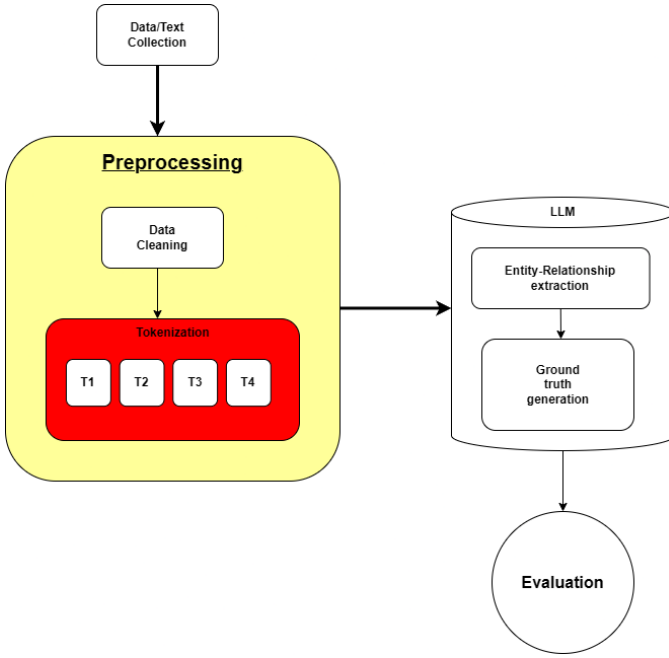 Data/Text
Collection
Preprocessing
Data
Cleaning
Tokenization
T1
T2
T3
T4
LLM
Entity-Relationship
extraction
Ground
truth
generation
Evaluation